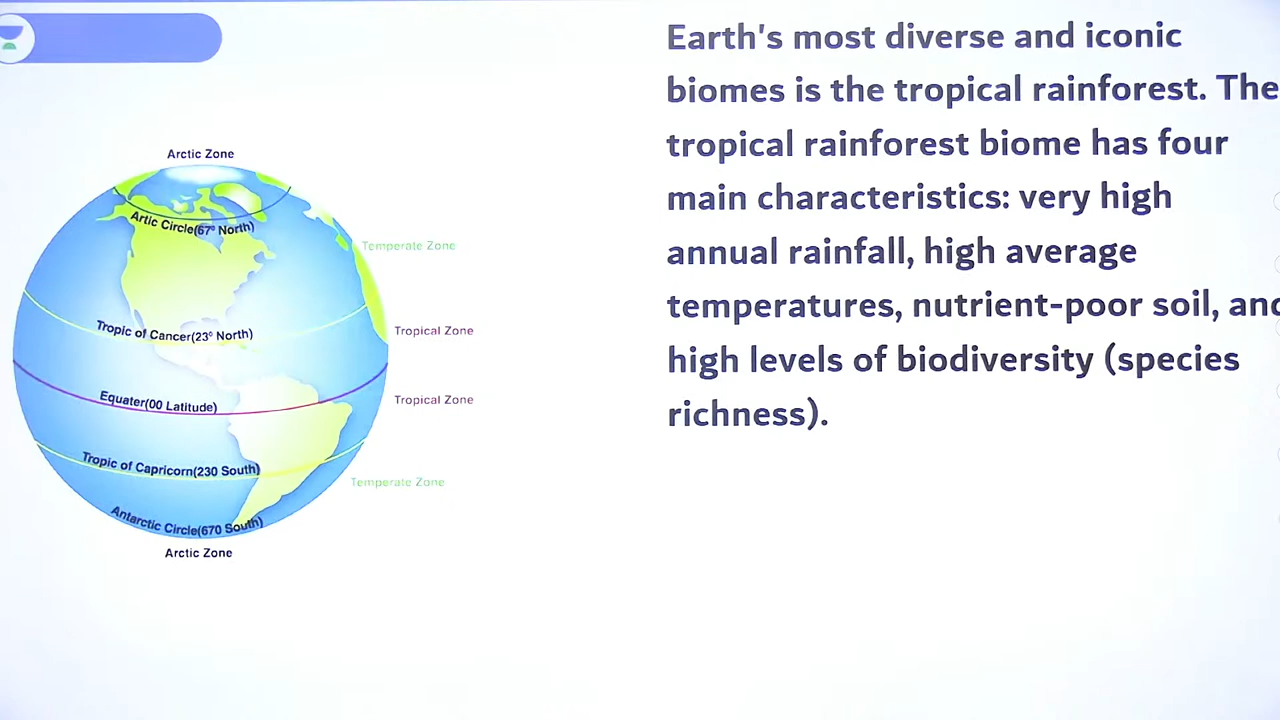 Arctic Zone
Artic Circle(67º North)
Temperate Zone
Tropic of Cancer(23º North)
Tropical Zone
Equater(00 Latitude)
Tropical Zone
Tropic of Capricorn(230 South)
Temperate Zone
Antarctic Circle(670 South)
Arctic Zone
Earth's most diverse and iconic
biomes is the tropical rainforest. The
tropical rainforest biome has four
main characteristics: very high
annual rainfall, high average
temperatures, nutrient-poor soil, and
high levels of biodiversity (species
richness).